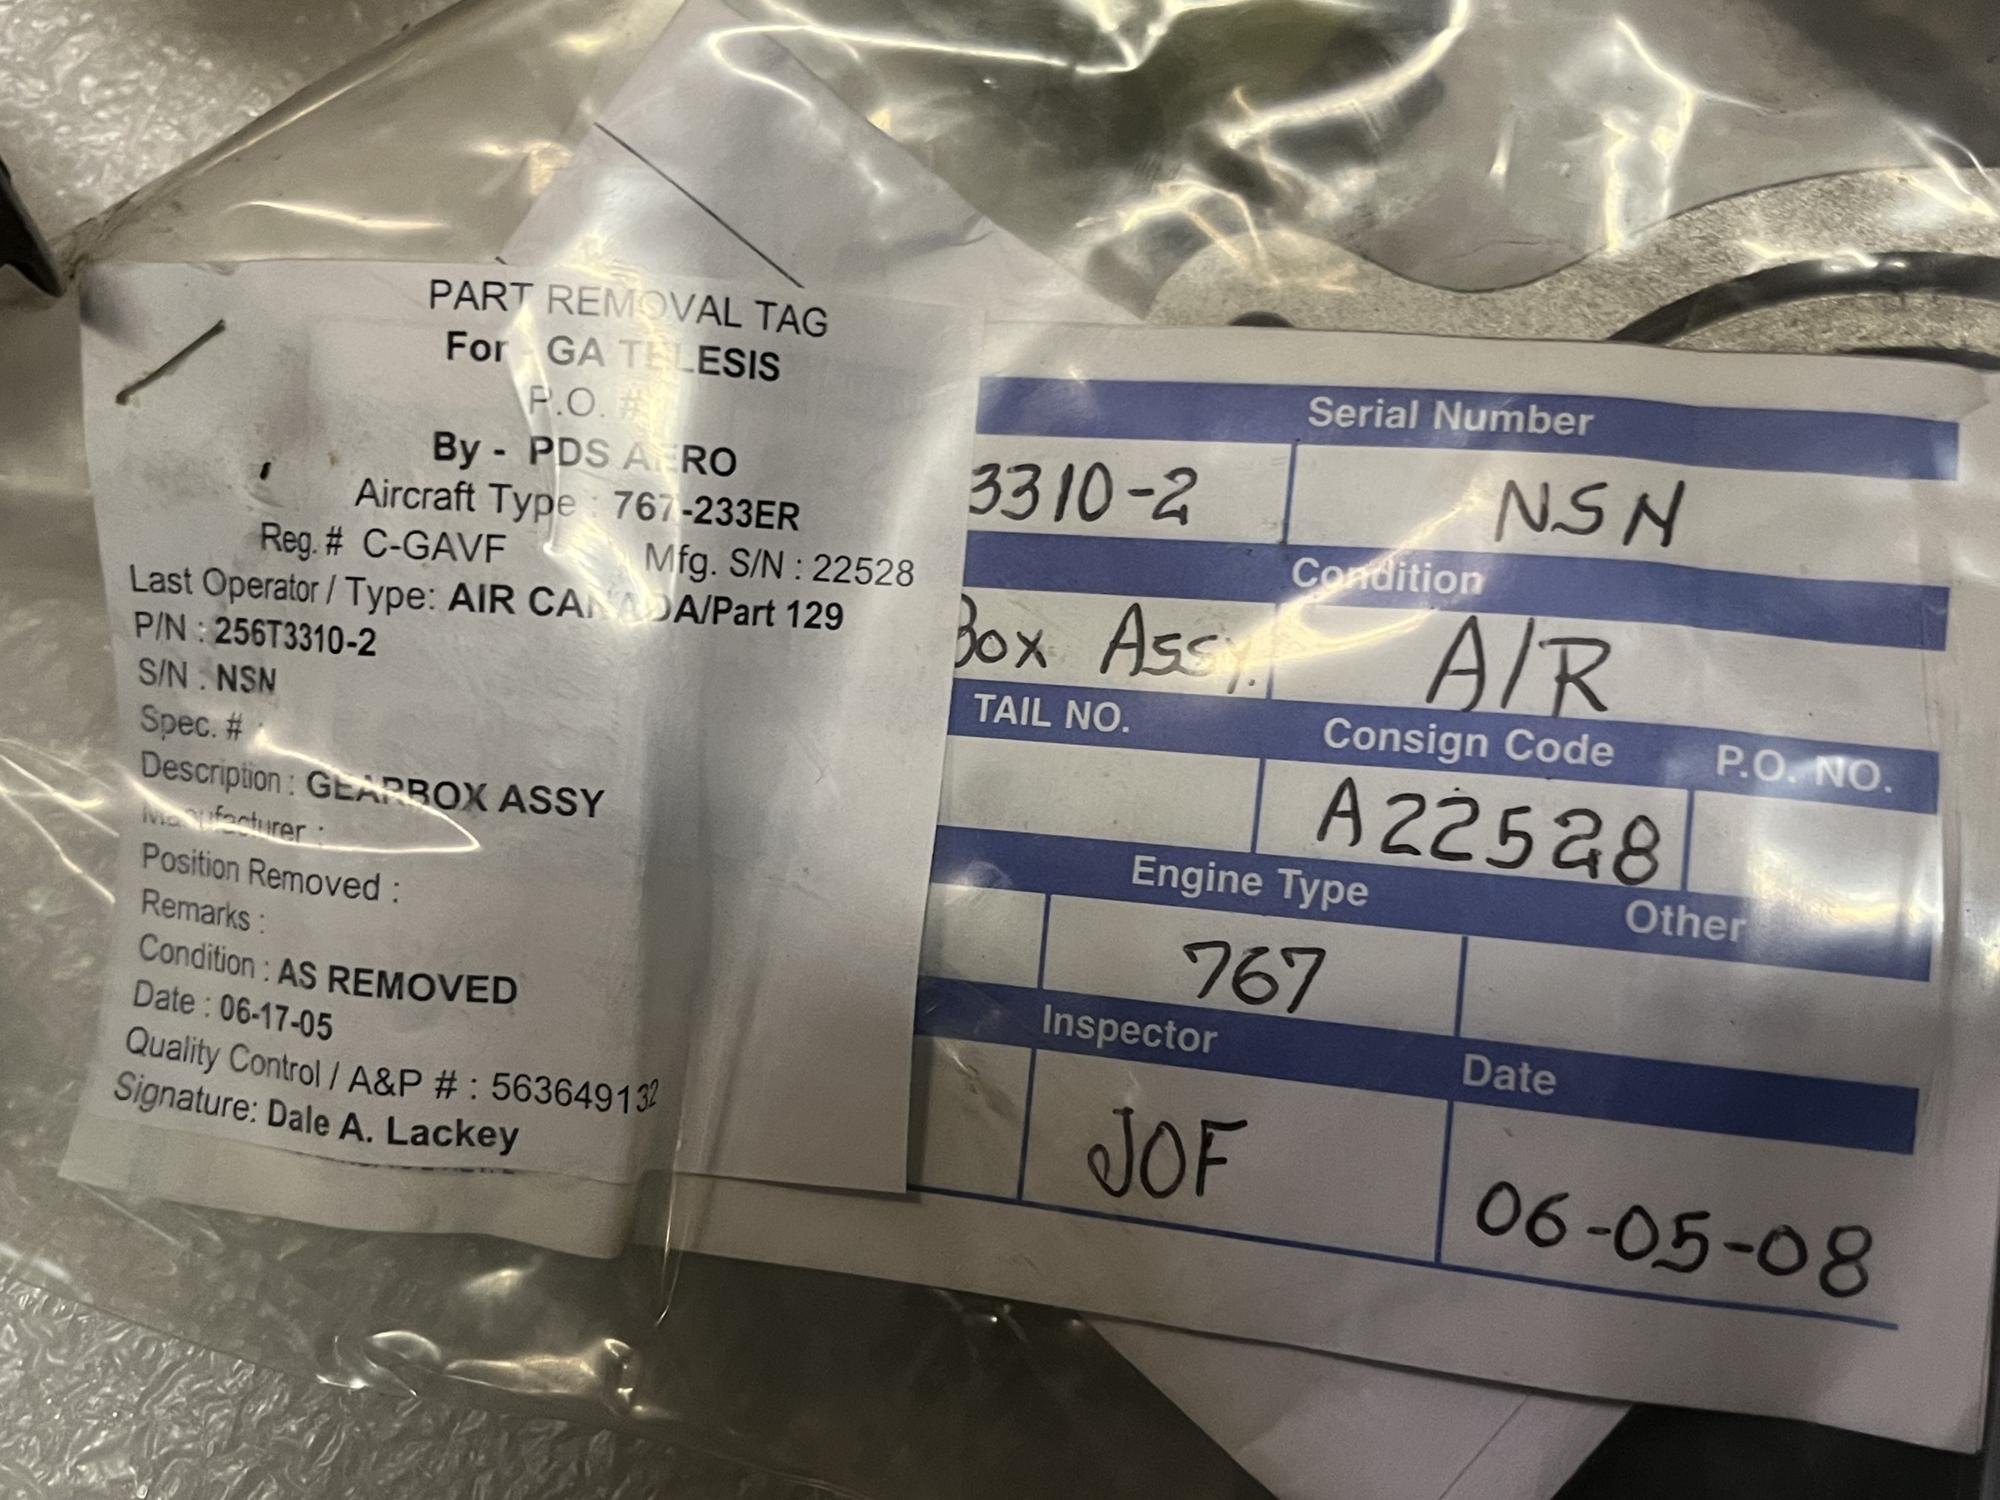 PART REMOVAL TAG
For - GA TELESIS
P.O. #
By - PDS AERO
Aircraft Type : 767-233ER
Reg. # C-GAVF Mfg. S/N : 22528
Last Operator / Type: AIR CANADA/Part 129
P/N : 256T3310-2
S/N : NSN
Spec. # :
Description : GEARBOX ASSY
Manufacturer :
Position Removed :
Remarks :
Condition : AS REMOVED
Date : 06-17-05
Quality Control / A&P # : 563649132
Signature: Dale A. Lackey
Serial Number
3310-2 NSN
Condition
Box Assy. A/R
TAIL NO. Consign Code P.O. NO.
A22528
Engine Type Other
767
Inspector Date
JOF 06-05-08